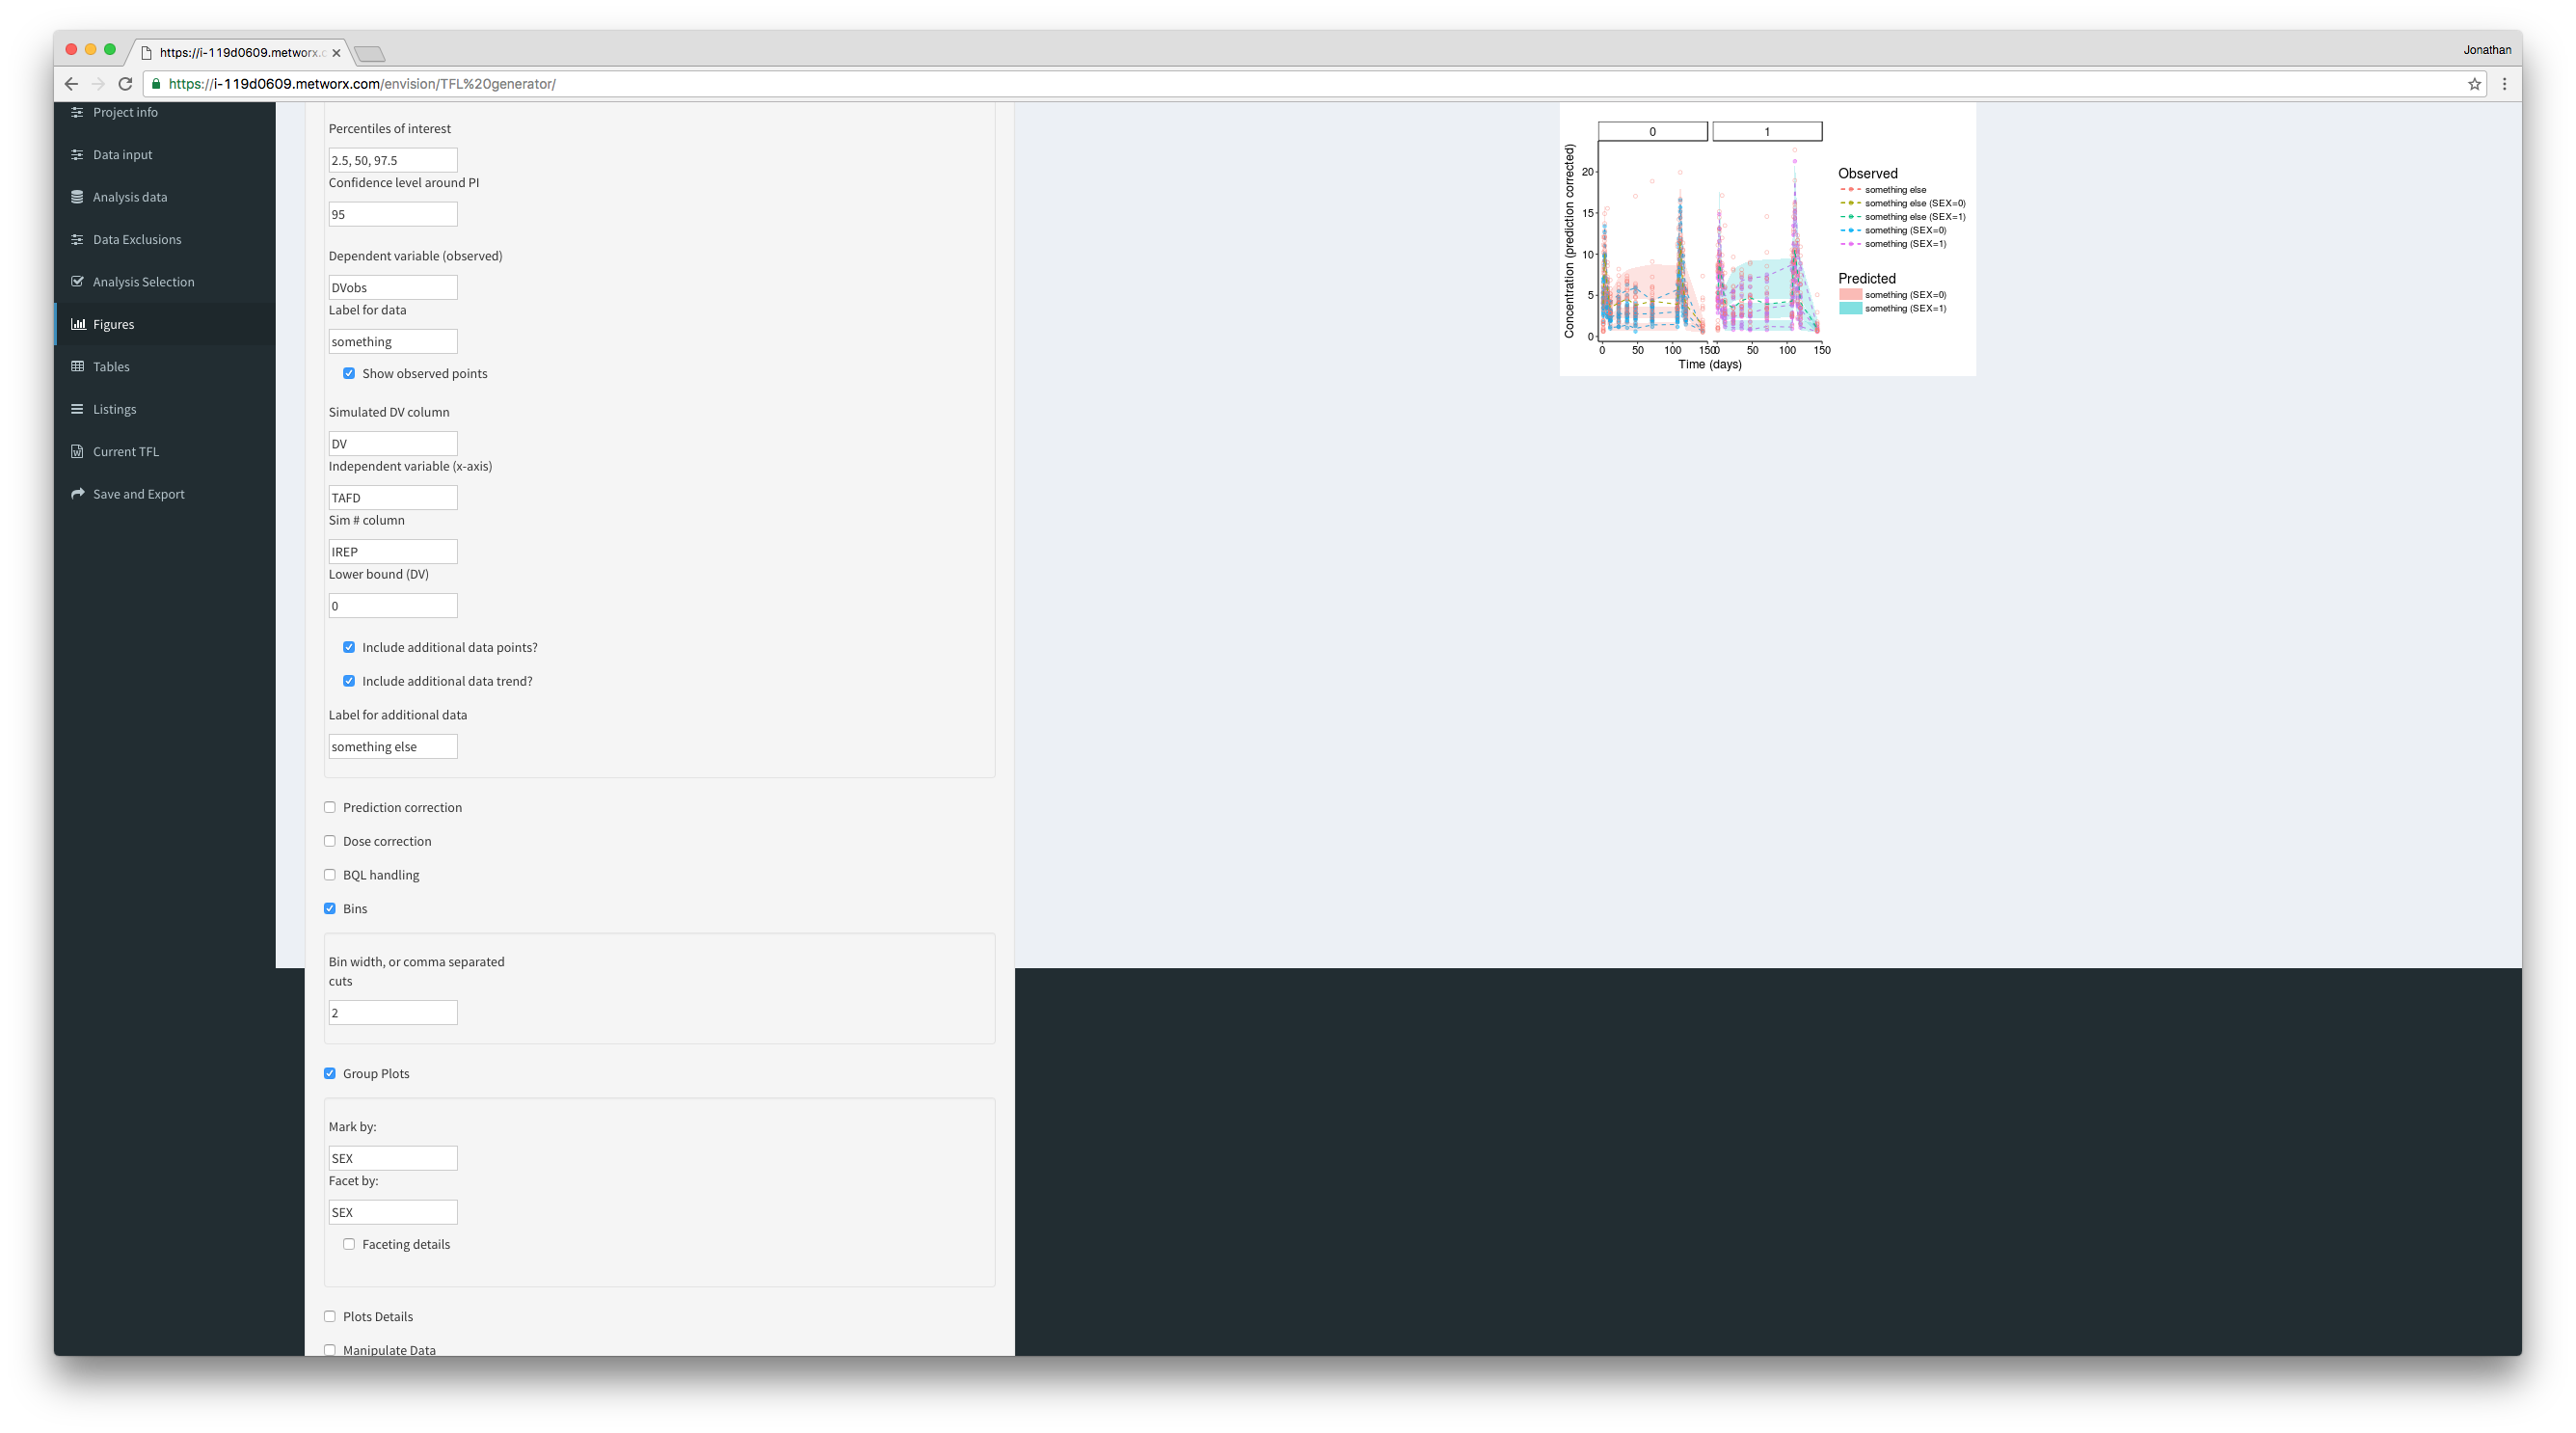 https://i-119d0609.metworx.c
Jonathan
https://i-119d0609.metworx.com/envision/TFL%20generator/
Project info
Data input
Analysis data
Data Exclusions
Analysis Selection
Figures
Tables
Listings
Current TFL
Save and Export
Percentiles of interest
2.5, 50, 97.5
Confidence level around PI
95
Dependent variable (observed)
DVobs
Label for data
something
Show observed points
Simulated DV column
DV
Independent variable (x-axis)
TAFD
Sim # column
IREP
Lower bound (DV)
0
Include additional data points?
Include additional data trend?
Label for additional data
something else
Prediction correction
Dose correction
BQL handling
Bins
Bin width, or comma separated
cuts
2
Group Plots
Mark by:
SEX
Facet by:
SEX
Faceting details
Plots Details
Manipulate Data
0 1
Concentration (prediction corrected)
20
15
10
5
0
0 50 100 150 0 50 100 150
Time (days)
Observed
something else
something else (SEX=0)
something else (SEX=1)
something (SEX=0)
something (SEX=1)
Predicted
something (SEX=0)
something (SEX=1)